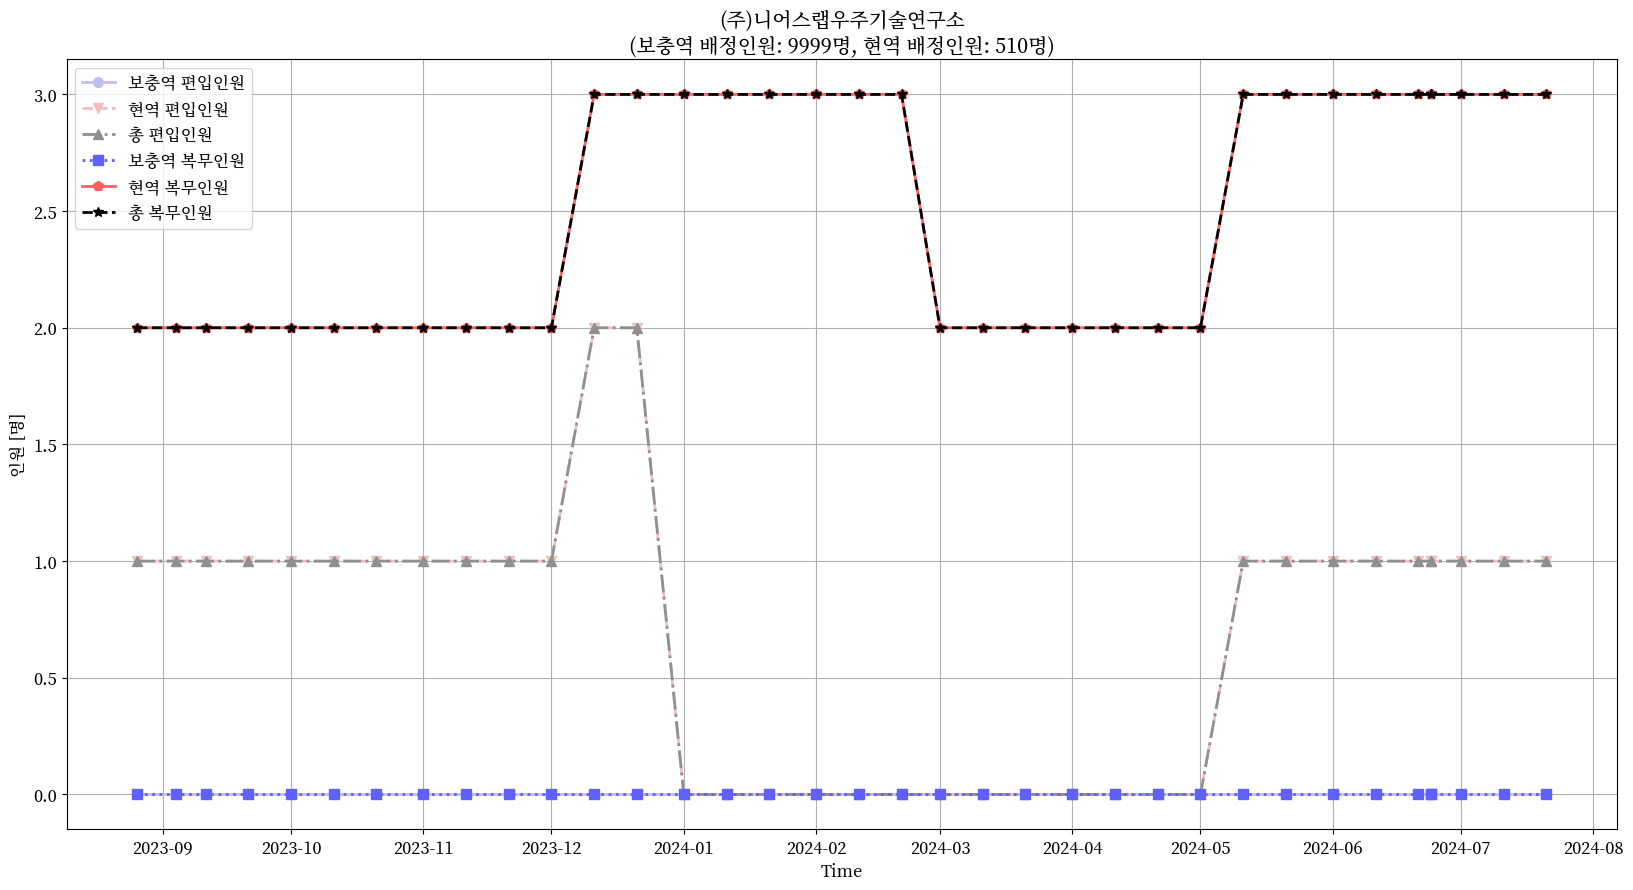 (주)니어스랩우주기술연구소
(보충역 배정인원: 9999명, 현역 배정인원: 510명)
보충역 편입인원
현역 편입인원
총 편입인원
보충역 복무인원
현역 복무인원
총 복무인원
3.0
2.5
2.0
1.5
1.0
0.5
0.0
인원 [명]
2023-09 2023-10 2023-11 2023-12 2024-01 2024-02 2024-03 2024-04 2024-05 2024-06 2024-07 2024-08
Time